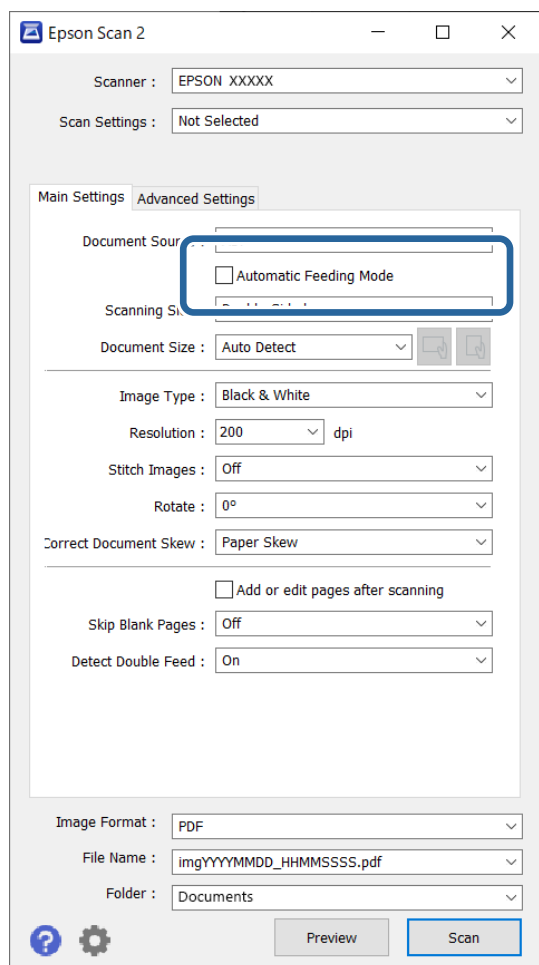 Epson Scan 2
Scanner : EPSON XXXXX
Scan Settings : Not Selected
Main Settings Advanced Settings
Document
Automatic Feeding Mode
Scanning
Document Size : Auto Detect
Image Type : Black & White
Resolution : 200 dpi
Stitch Images : Off
Rotate : 0°
Correct Document Skew : Paper Skew
Add or edit pages after scanning
Skip Blank Pages : Off
Detect Double Feed : On
Image Format : PDF
File Name : imgYYYYMMDD_HHMMSSSS.pdf
Folder : Documents
? Preview Scan